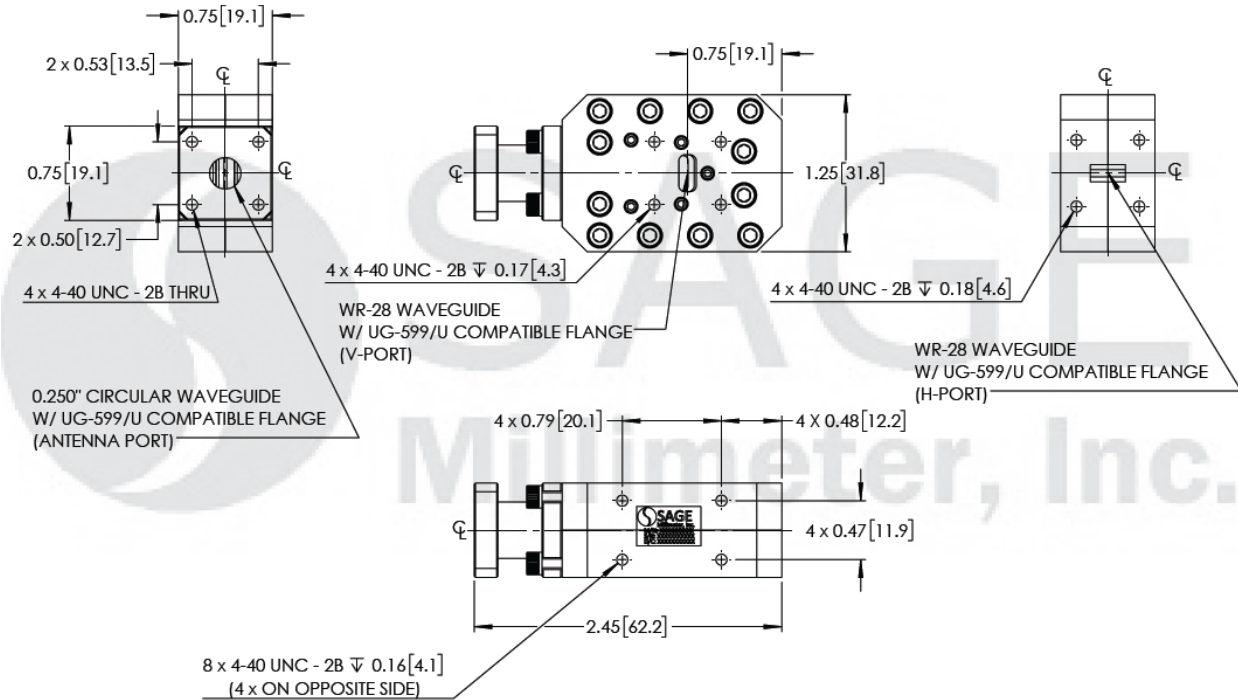 0.75[19.1]
2 x 0.53[13.5]
℄
℄
0.75[19.1]
2 x 0.50[12.7]
4 x 4-40 UNC - 2B THRU
0.250" CIRCULAR WAVEGUIDE
W/ UG-599/U COMPATIBLE FLANGE
(ANTENNA PORT)
0.75[19.1]
℄
1.25[31.8]
4 x 4-40 UNC - 2B ↧ 0.17[4.3]
WR-28 WAVEGUIDE
W/ UG-599/U COMPATIBLE FLANGE
(V-PORT)
℄
℄
4 x 4-40 UNC - 2B ↧ 0.18[4.6]
WR-28 WAVEGUIDE
W/ UG-599/U COMPATIBLE FLANGE
(H-PORT)
SAGE
Millimeter, Inc.
4 x 0.79[20.1]
4 X 0.48[12.2]
℄
SAGE
4 x 0.47[11.9]
2.45[62.2]
8 x 4-40 UNC - 2B ↧ 0.16[4.1]
(4 x ON OPPOSITE SIDE)